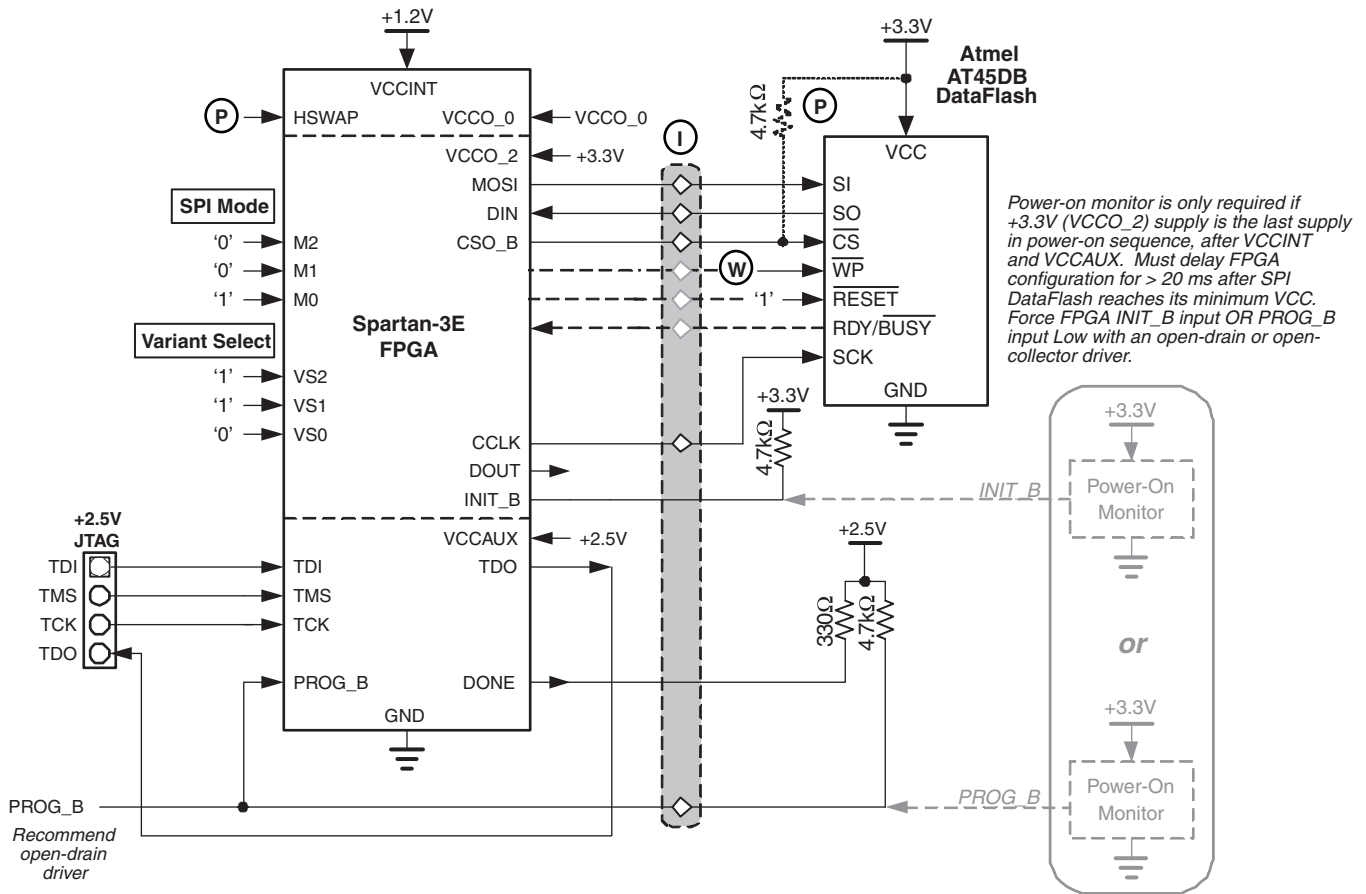 +1.2V
+3.3V
Atmel
AT45DB
DataFlash
VCCINT
P
HSWAP
VCCO_0
VCCO_0
4.7kΩ
P
I
VCC
VCCO_2
+3.3V
MOSI
SI
SPI Mode
DIN
SO
Power-on monitor is only required if
+3.3V (VCCO_2) supply is the last supply
in power-on sequence, after VCCINT
and VCCAUX. Must delay FPGA
configuration for > 20 ms after SPI
DataFlash reaches its minimum VCC.
Force FPGA INIT_B input OR PROG_B
input Low with an open-drain or open-
collector driver.
'0'
M2
CSO_B
CS
'0'
M1
W
WP
'1'
M0
'1'
RESET
Spartan-3E
FPGA
RDY/BUSY
Variant Select
SCK
'1'
VS2
GND
'1'
VS1
+3.3V
'0'
VS0
4.7kΩ
CCLK
DOUT
INIT_B
INIT_B
+3.3V
Power-On
Monitor
+2.5V
JTAG
VCCAUX
+2.5V
+2.5V
TDI
TDI
TDO
TMS
TMS
TCK
TCK
TDO
330Ω
4.7kΩ
or
PROG_B
DONE
GND
+3.3V
Power-On
Monitor
PROG_B
PROG_B
Recommend
open-drain
driver